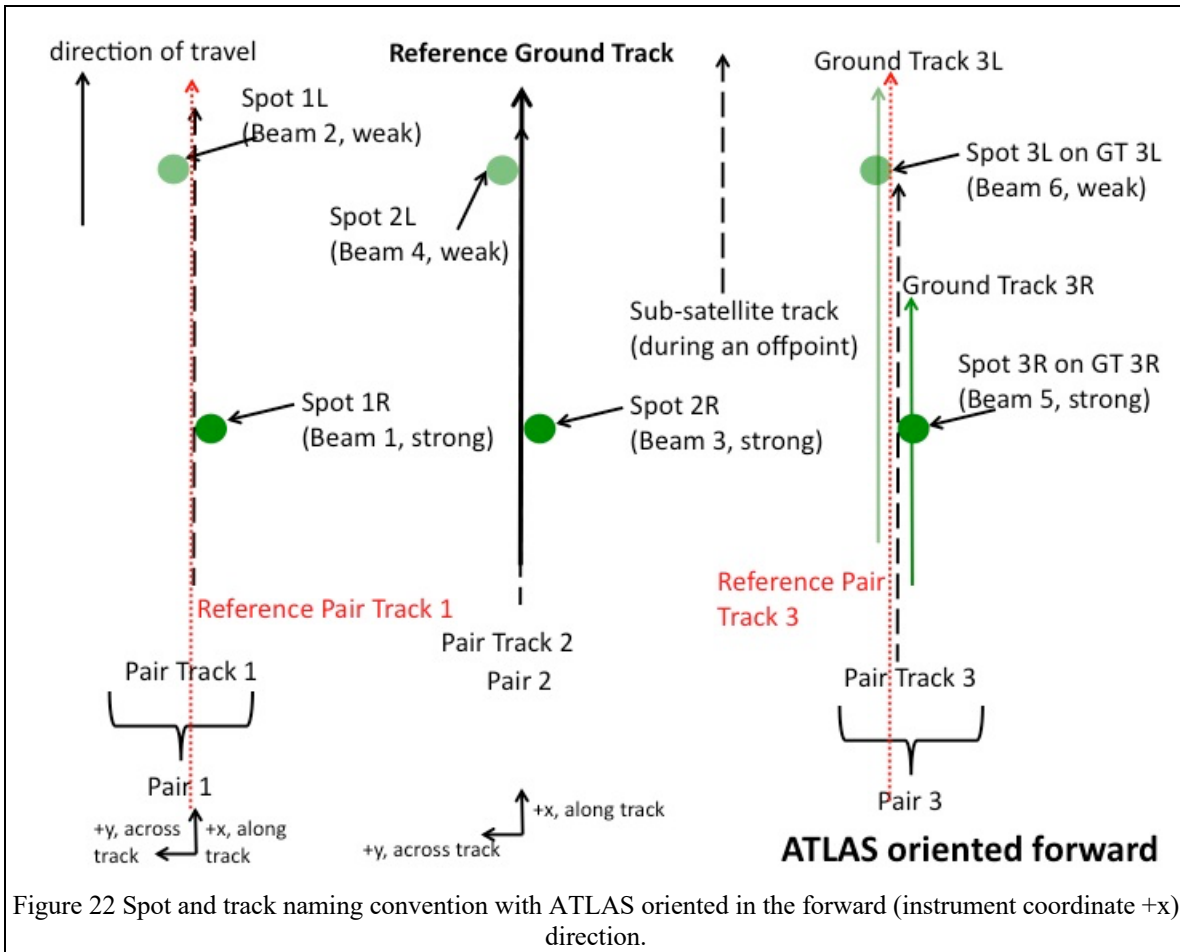 direction of travel
Reference Ground Track
Ground Track 3L
Spot 1L
(Beam 2, weak)
Spot 2L
(Beam 4, weak)
Spot 3L on GT 3L
(Beam 6, weak)
Ground Track 3R
Sub-satellite track
(during an offpoint)
Spot 1R
(Beam 1, strong)
Spot 2R
(Beam 3, strong)
Spot 3R on GT 3R
(Beam 5, strong)
Reference Pair Track 1
Reference Pair
Track 3
Pair Track 1
Pair Track 2
Pair 2
Pair Track 3
Pair 1
Pair 3
+y, across
track
+x, along
track
+x, along track
+y, across track
ATLAS oriented forward
Figure 22 Spot and track naming convention with ATLAS oriented in the forward (instrument coordinate +x)
direction.